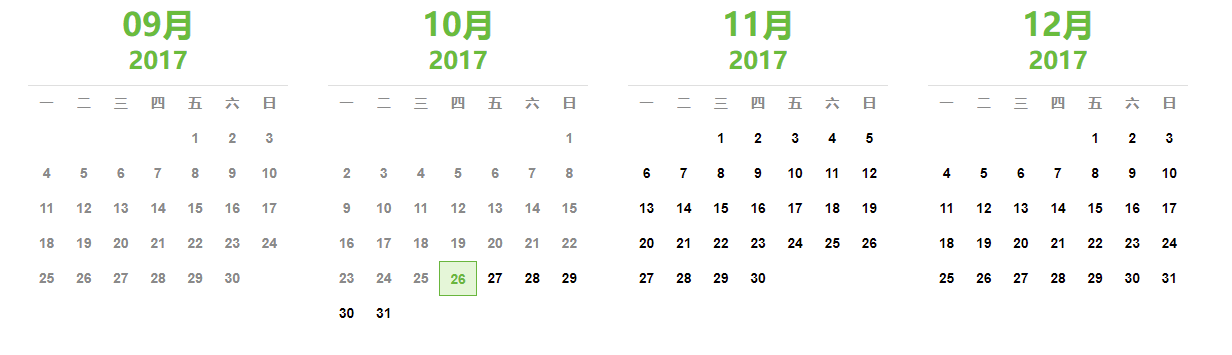 09月
2017
一 二 三 四 五 六 日
1 2 3
4 5 6 7 8 9 10
11 12 13 14 15 16 17
18 19 20 21 22 23 24
25 26 27 28 29 30
10月
2017
一 二 三 四 五 六 日
1
2 3 4 5 6 7 8
9 10 11 12 13 14 15
16 17 18 19 20 21 22
23 24 25 26 27 28 29
30 31
11月
2017
一 二 三 四 五 六 日
1 2 3 4 5
6 7 8 9 10 11 12
13 14 15 16 17 18 19
20 21 22 23 24 25 26
27 28 29 30
12月
2017
一 二 三 四 五 六 日
1 2 3
4 5 6 7 8 9 10
11 12 13 14 15 16 17
18 19 20 21 22 23 24
25 26 27 28 29 30 31